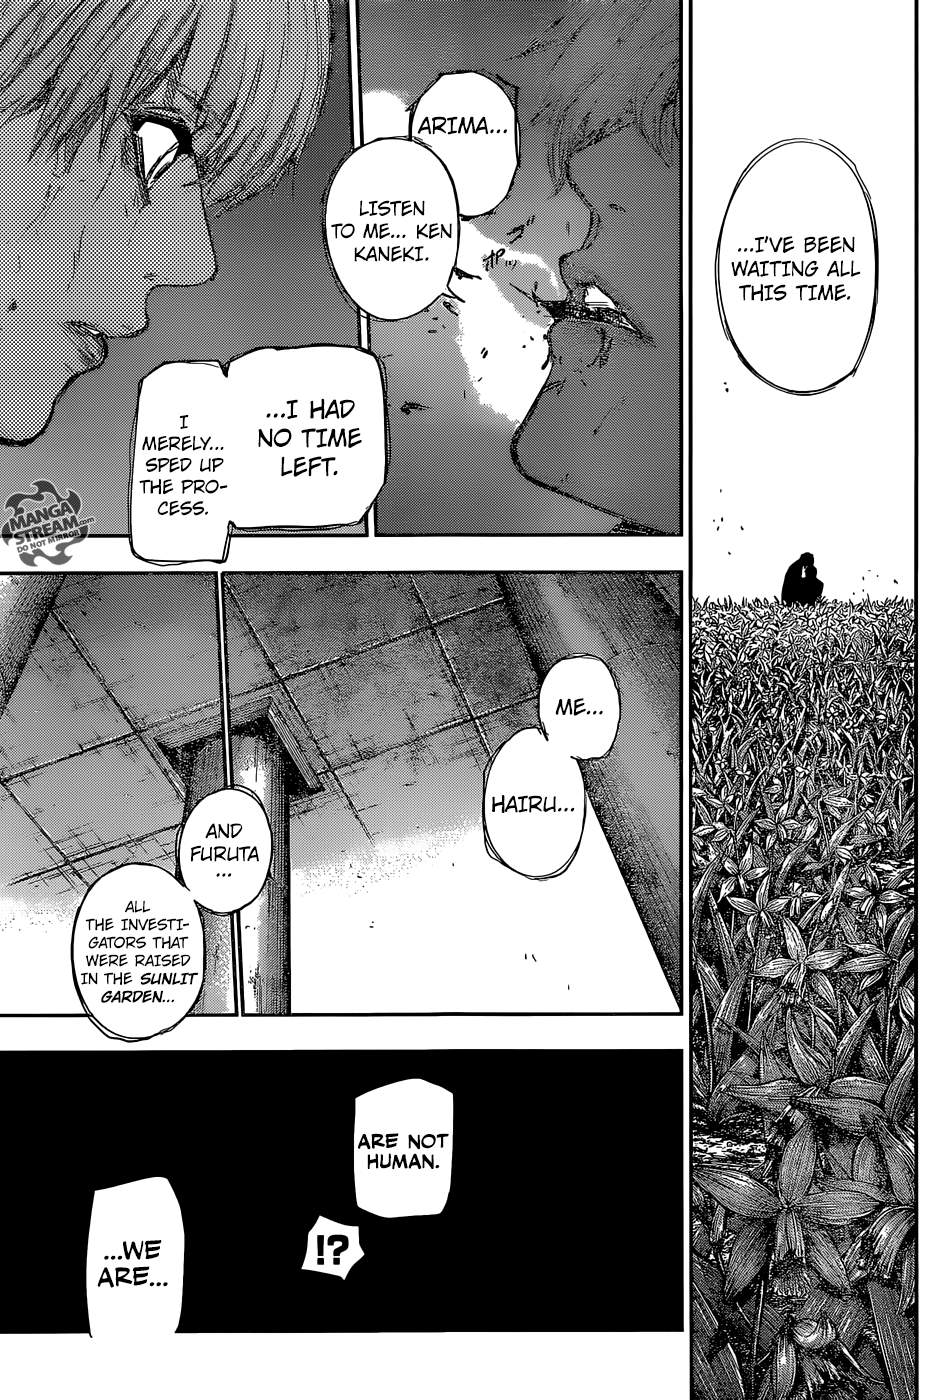 ...I'VE BEEN
WAITING ALL
THIS TIME.
ARIMA...
LISTEN
TO ME... KEN
KANEKI.
...I HAD
NO TIME
LEFT.
I
MERELY...
SPED UP
THE PRO-
CESS.
MANGA
STREAM.com
DO NOT MIRROR
ME...
HAIRU...
AND
FURUTA
...
ALL
THE INVESTI-
GATORS THAT
WERE RAISED
IN THE SUNLIT
GARDEN...
ARE NOT
HUMAN.
!?
...WE
ARE...